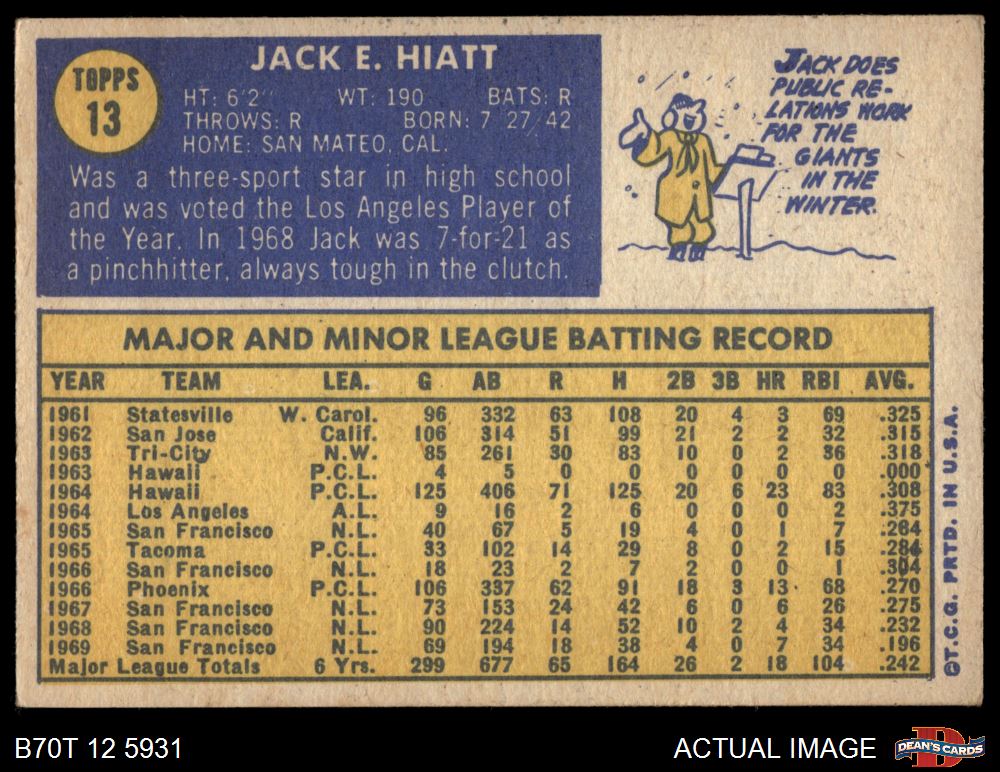 TOPPS
13
JACK E. HIATT
HT: 6'2" WT: 190 BATS: R
THROWS: R BORN: 7/27/42
HOME: SAN MATEO, CAL.
Was a three-sport star in high school
and was voted the Los Angeles Player of
the Year. In 1968 Jack was 7-for-21 as
a pinchhitter, always tough in the clutch.
JACK DOES
PUBLIC RE-
LATIONS WORK
FOR THE
GIANTS
IN THE
WINTER.
MAJOR AND MINOR LEAGUE BATTING RECORD
YEAR TEAM LEA. G AB R H 2B 3B HR RBI AVG.
1961 Statesville W. Carol. 96 332 63 108 20 4 3 69 .325
1962 San Jose Calif. 106 314 51 99 21 2 2 32 .315
1963 Tri-City N.W. 85 261 30 83 10 0 2 36 .318
1963 Hawaii P.C.L. 4 5 0 0 0 0 0 0 .000
1964 Hawaii P.C.L. 125 406 71 125 20 6 23 83 .308
1964 Los Angeles A.L. 9 16 2 6 0 0 0 2 .375
1965 San Francisco N.L. 40 67 5 19 4 0 1 7 .284
1965 Tacoma P.C.L. 33 102 14 29 8 0 2 15 .284
1966 San Francisco N.L. 18 23 2 7 2 0 0 1 .304
1966 Phoenix P.C.L. 106 337 62 91 18 3 13 68 .270
1967 San Francisco N.L. 73 153 24 42 6 0 6 26 .275
1968 San Francisco N.L. 90 224 14 52 10 2 4 34 .232
1969 San Francisco N.L. 69 194 18 38 4 0 7 34 .196
Major League Totals 6 Yrs. 299 677 65 164 26 2 18 104 .242
©T.C.G. PRTD. IN U.S.A.
B70T 12 5931
ACTUAL IMAGE
D
DEAN'S CARDS